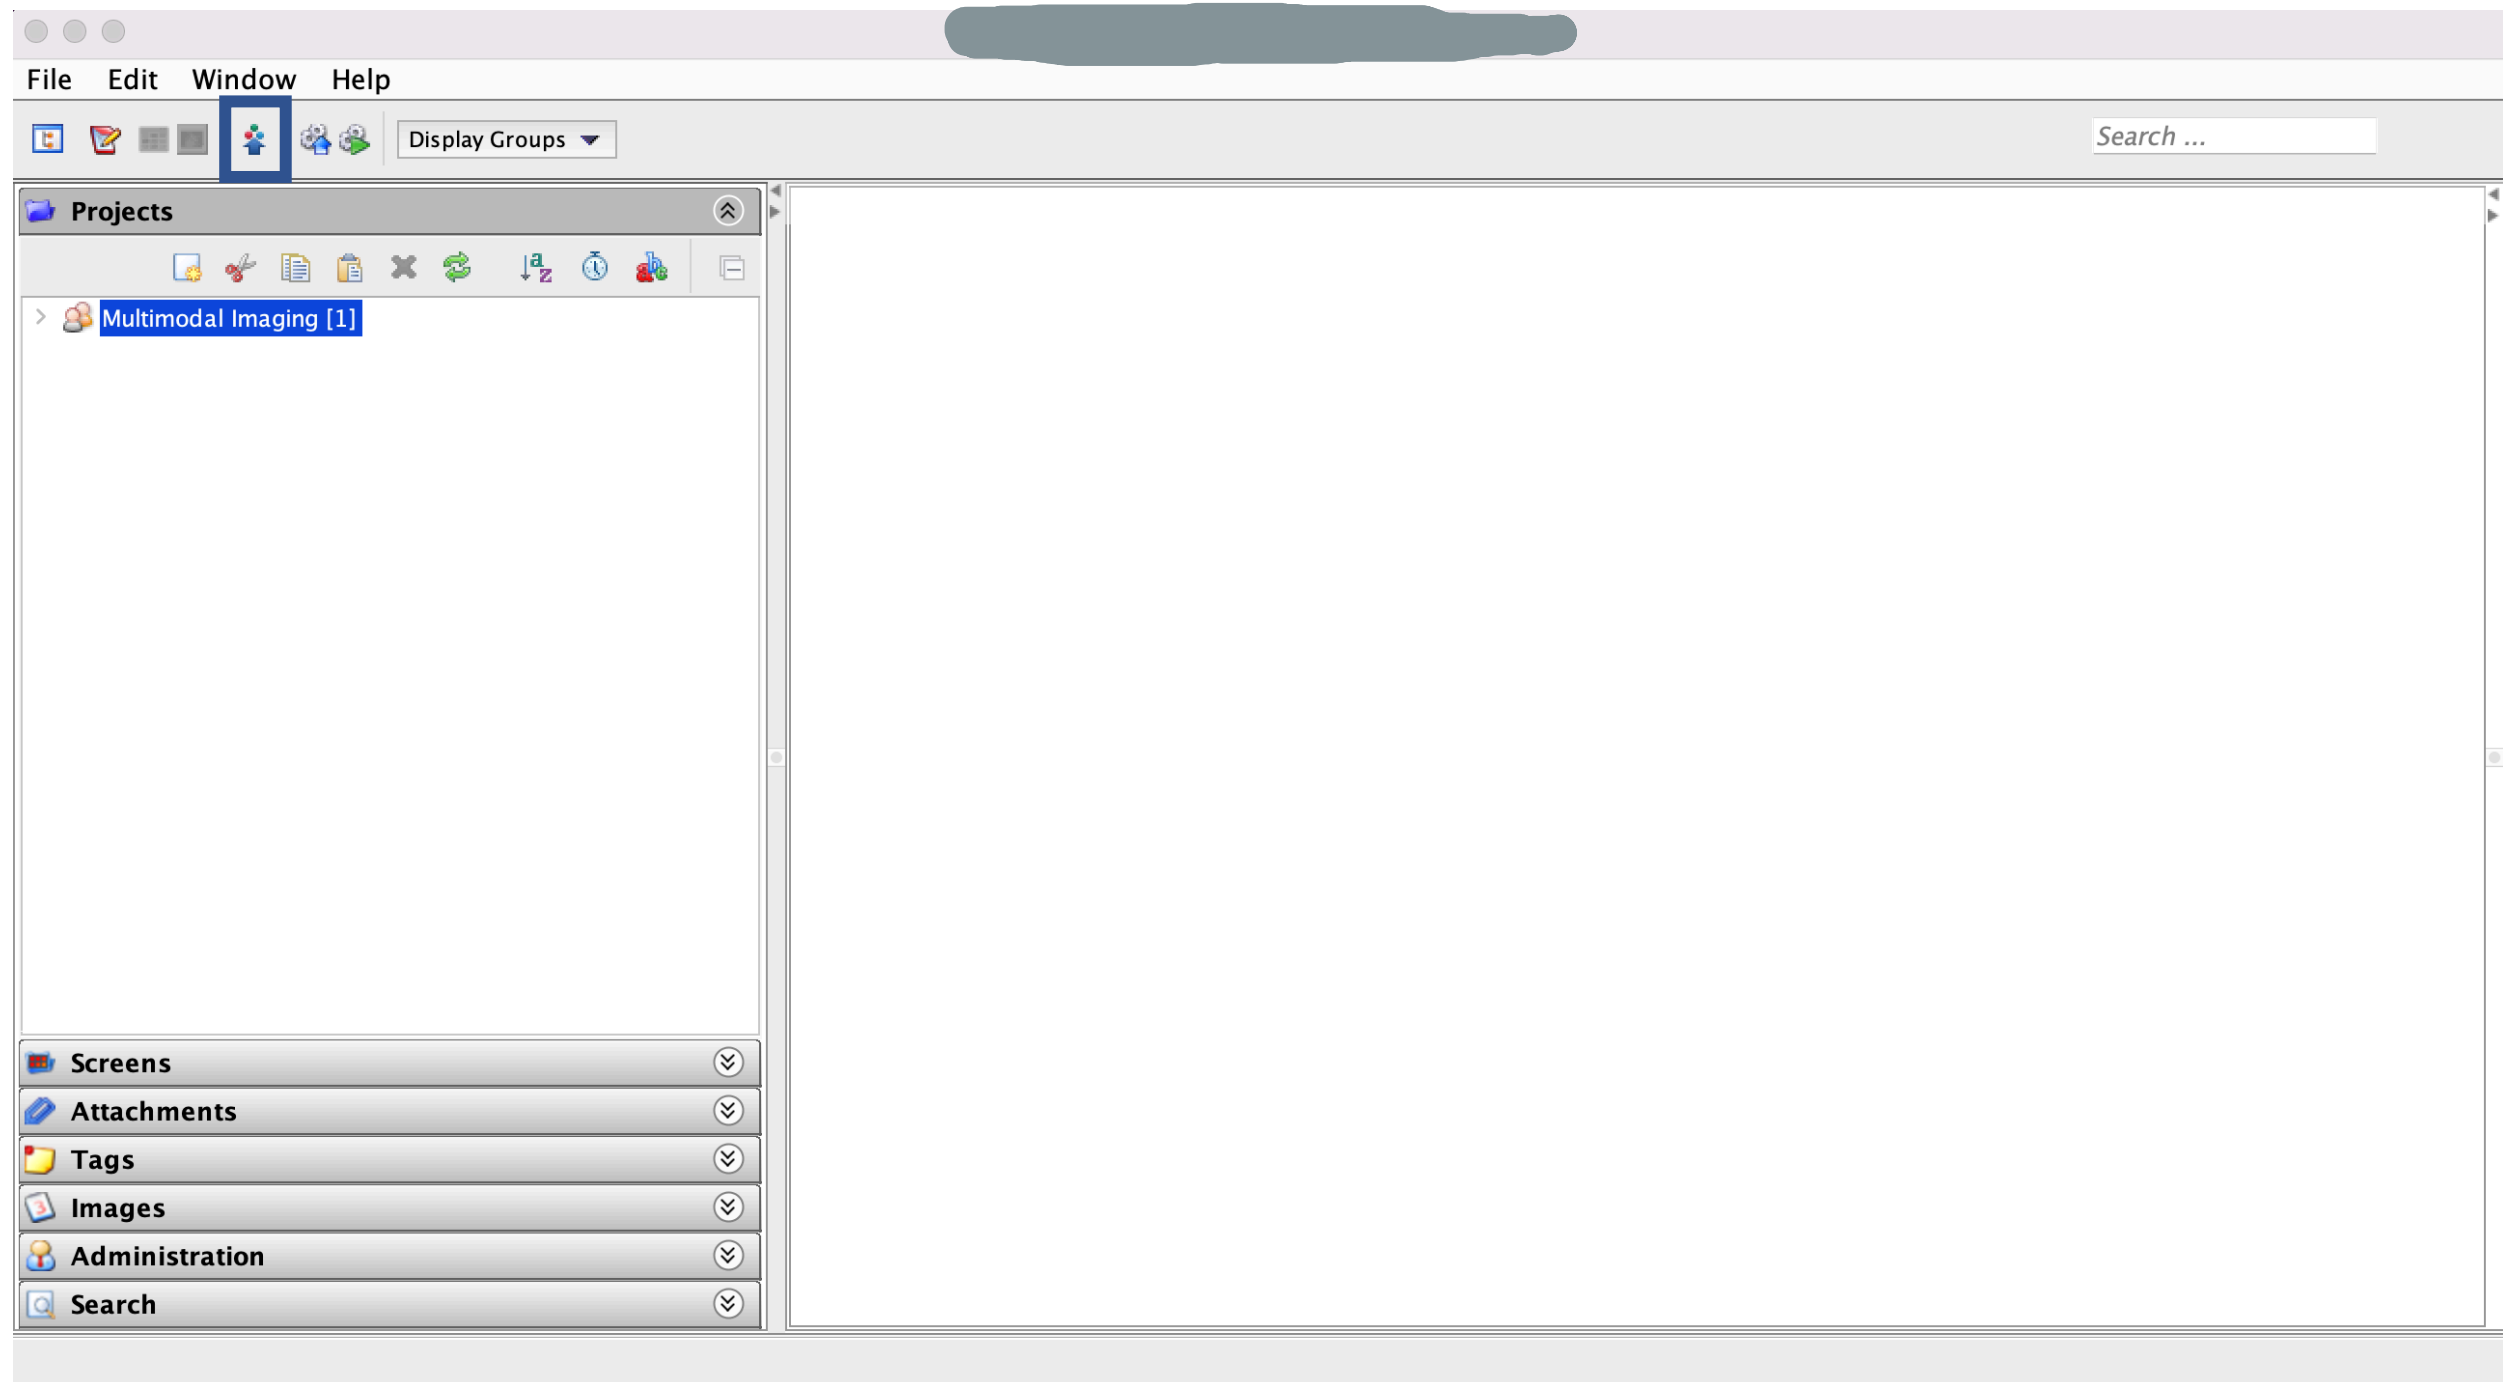 File Edit Window Help
Display Groups
Search ...
Projects
Multimodal Imaging [1]
Screens
Attachments
Tags
Images
Administration
Search